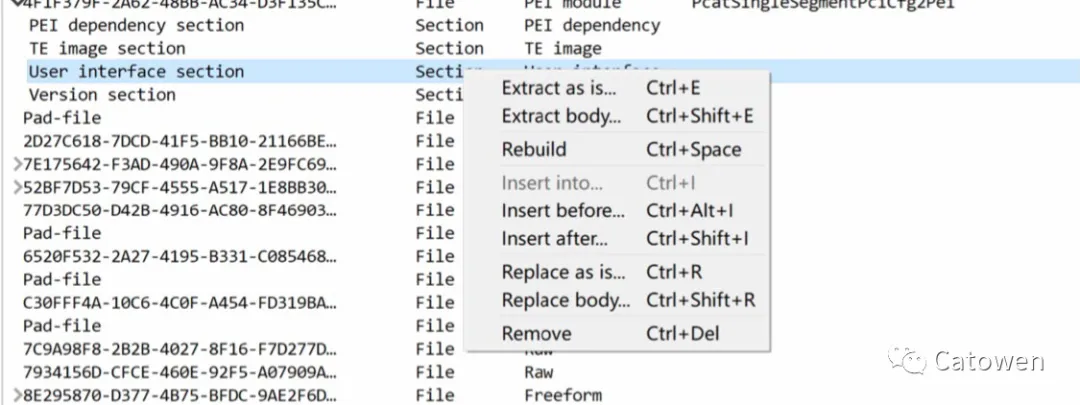 4F1F379F-2A62-48BB-AC34-D3F135C… File PEI module PcatSingleSegmentPciCfg2Pei
PEI dependency section Section PEI dependency
TE image section Section TE image
User interface section Section
Version section Secti
Pad-file File
2D27C618-7DCD-41F5-BB10-21166BE… File
7E175642-F3AD-490A-9F8A-2E9FC69… File
52BF7D53-79CF-4555-A517-1E8BB30… File
77D3DC50-D42B-4916-AC80-8F46903… File
Pad-file File
6520F532-2A27-4195-B331-C085468… File
Pad-file File
C30FFF4A-10C6-4C0F-A454-FD319BA… File
Pad-file File
7C9A98F8-2B2B-4027-8F16-F7D277D… File Raw
7934156D-CFCE-460E-92F5-A07909A… File Raw
8E295870-D377-4B75-BFDC-9AE2F6D… File Freeform
Extract as is... Ctrl+E
Extract body... Ctrl+Shift+E
Rebuild Ctrl+Space
Insert into... Ctrl+I
Insert before... Ctrl+Alt+I
Insert after... Ctrl+Shift+I
Replace as is... Ctrl+R
Replace body... Ctrl+Shift+R
Remove Ctrl+Del
Catowen